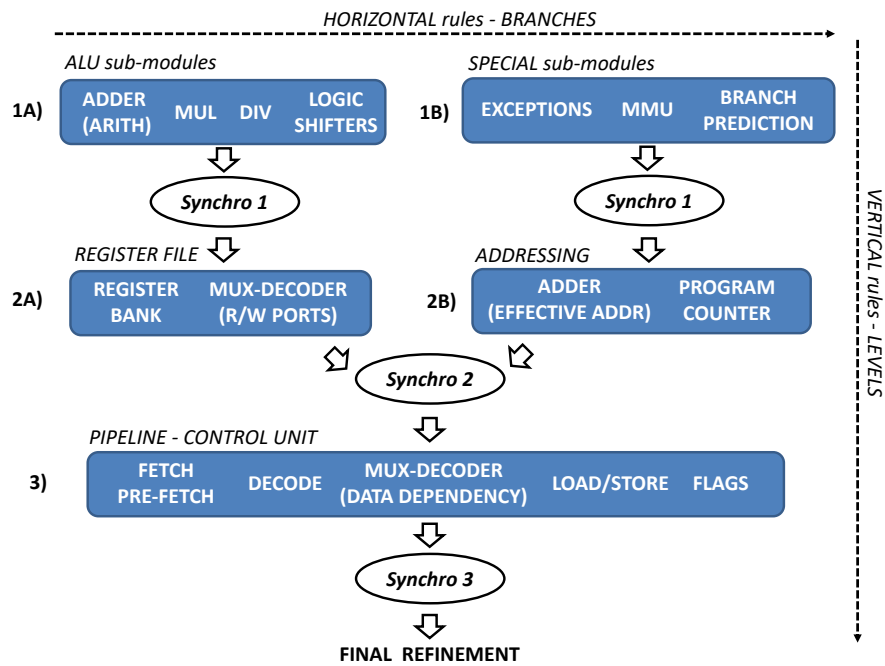 HORIZONTAL rules - BRANCHES
ALU sub-modules
SPECIAL sub-modules
1A)
ADDER
(ARITH)
MUL
DIV
LOGIC
SHIFTERS
1B)
EXCEPTIONS
MMU
BRANCH
PREDICTION
Synchro 1
Synchro 1
REGISTER FILE
ADDRESSING
2A)
REGISTER
BANK
MUX-DECODER
(R/W PORTS)
2B)
ADDER
(EFFECTIVE ADDR)
PROGRAM
COUNTER
Synchro 2
PIPELINE - CONTROL UNIT
3)
FETCH
PRE-FETCH
DECODE
MUX-DECODER
(DATA DEPENDENCY)
LOAD/STORE
FLAGS
Synchro 3
FINAL REFINEMENT
VERTICAL rules - LEVELS